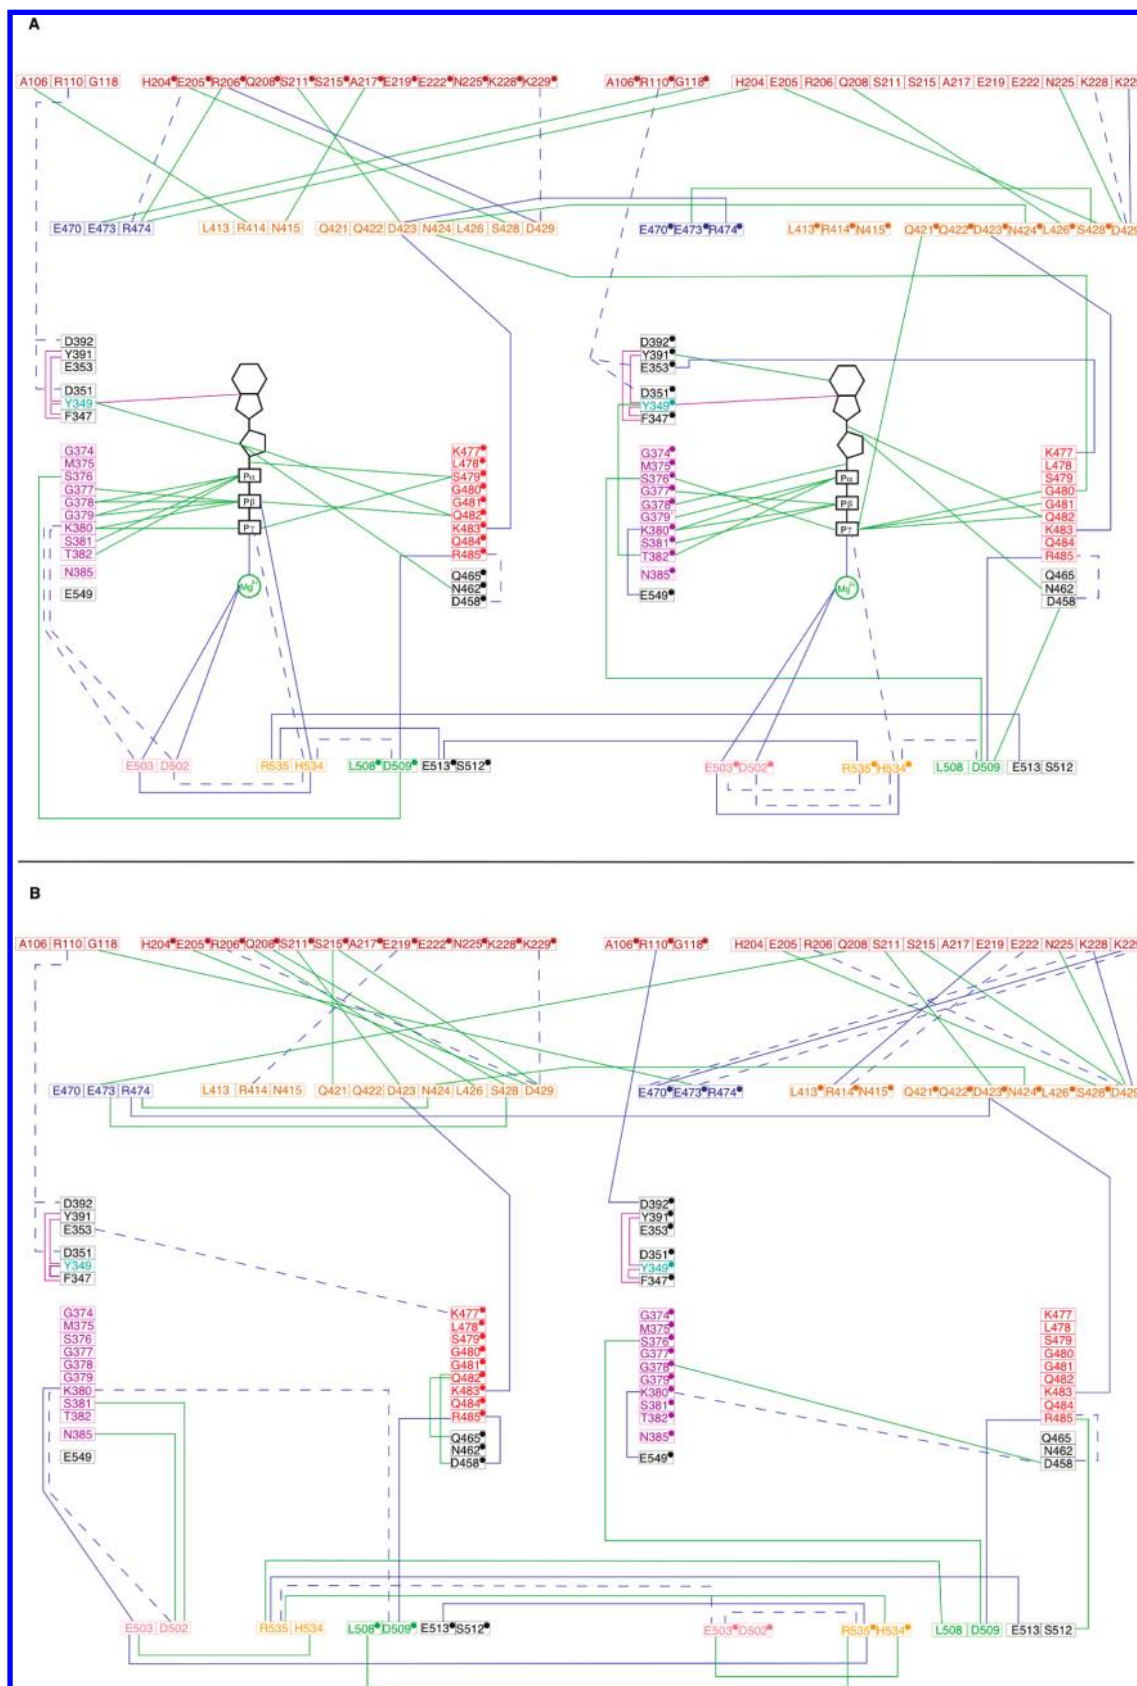 A
A106 R110 G118 H204• E205• R206• Q208• S211• S215• A217• E219• E222• N225• K228• K229• A106• R110• G118• H204 E205 R206 Q208 S211 S215 A217 E219 E222 N225 K228 K229
E470 E473 R474 L413 R414 N415 Q421 Q422 D423 N424 L426 S428 D429 E470• E473• R474• L413• R414• N415• Q421• Q422• D423• N424• L426• S428• D429
D392 D392•
Y391 Y391•
E353 E353•
D351 D351•
Y349 Y349•
F347 F347•
G374 K477• G374• K477
M375 L478• M375• L478
S376 Pα S479• S376• Pα S479
G377 G480• G377• G480
G378 Pβ G481• G378• Pβ G481
G379 Q482• G379• Q482
K380 Pγ K483• K380• Pγ K483
S381 Q484• S381• Q484
T382 R485• T382• R485
N385 Q465• N385• Q465
Mg2+ N462• Mg2+ N462
E549 D458• E549• D458
E503 D502 R535 H534 L508• D509• E513• S512• E503• D502• R535• H534• L508 D509 E513 S512
B
A106 R110 G118 H204• E205• R206• Q208• S211• S215• A217• E219• E222• N225• K228• K229• A106• R110• G118• H204 E205 R206 Q208 S211 S215 A217 E219 E222 N225 K228 K229
E470 E473 R474 L413 R414 N415 Q421 Q422 D423 N424 L426 S428 D429 E470• E473• R474• L413• R414• N415• Q421• Q422• D423• N424• L426• S428• D429
D392 D392•
Y391 Y391•
E353 E353•
D351 D351•
Y349 Y349•
F347 F347•
G374 K477• G374• K477
M375 L478• M375• L478
S376 S479• S376• S479
G377 G480• G377• G480
G378 G481• G378• G481
G379 Q482• G379• Q482
K380 K483• K380• K483
S381 Q484• S381• Q484
T382 R485• T382• R485
N385 Q465• N385• Q465
N462• N462
E549 D458• E549• D458
E503 D502 R535 H534 L508• D509• E513• S512• E503• D502• R535• H534• L508 D509 E513 S512